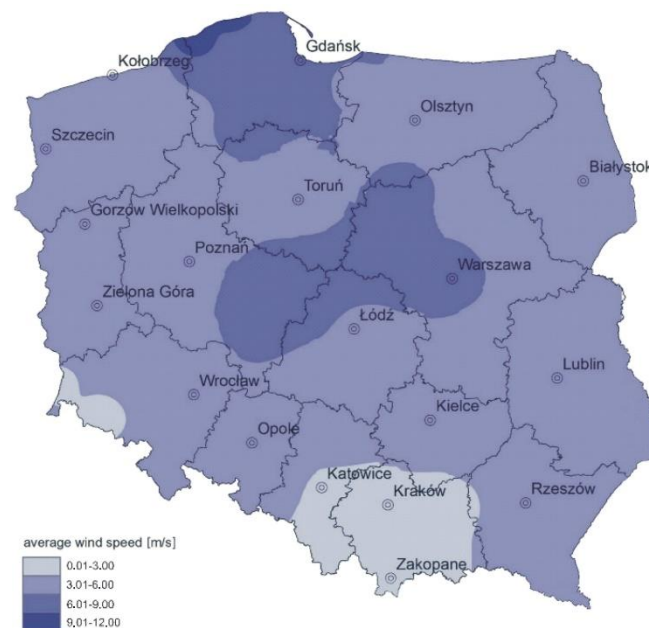 Gdańsk
Kołobrzeg
Olsztyn
Szczecin
Białystok
Toruń
Gorzów Wielkopolski
Poznań
Warszawa
Zielona Góra
Łódź
Lublin
Wrocław
Kielce
Opole
Katowice
Kraków
Rzeszów
Zakopane
average wind speed [m/s]
0.01-3.00
3.01-6.00
6.01-9.00
9.01-12.00